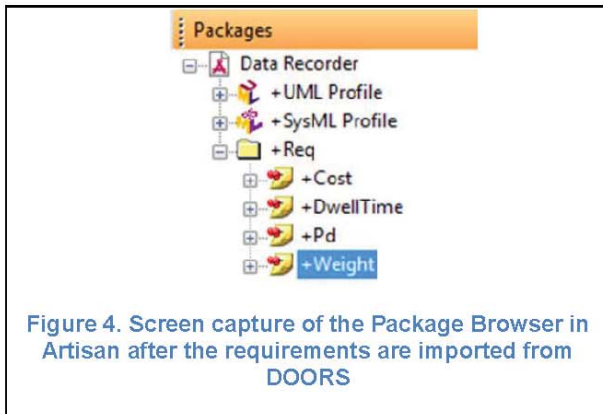 Packages
Data Recorder
+UML Profile
+SysML Profile
+Req
+Cost
+DwellTime
+Pd
+Weight
Figure 4. Screen capture of the Package Browser in
Artisan after the requirements are imported from
DOORS